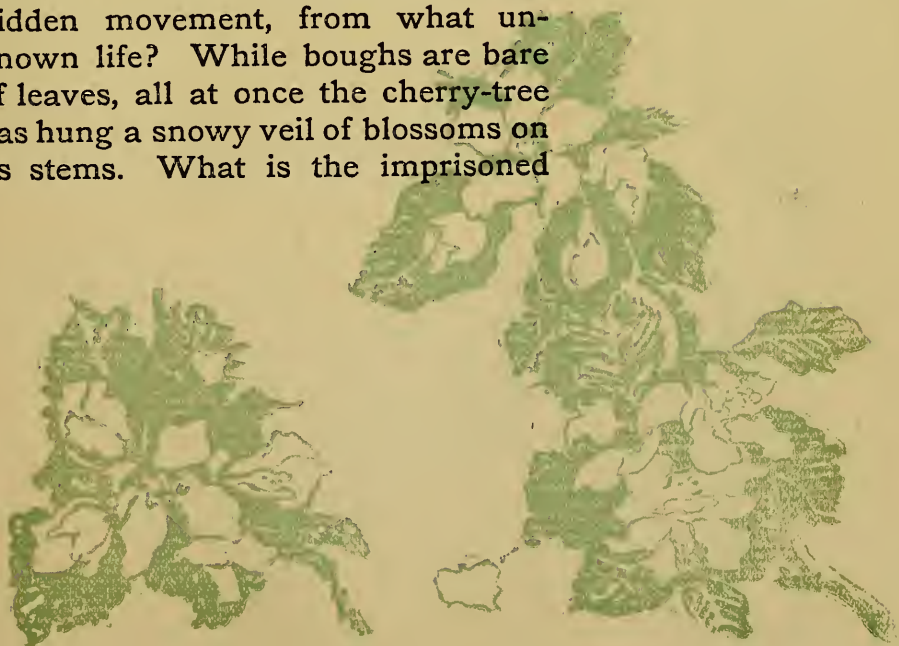 idden movement, from what un-
nown life? While boughs are bare
f leaves, all at once the cherry-tree
as hung a snowy veil of blossoms on
s stems. What is the imprisoned